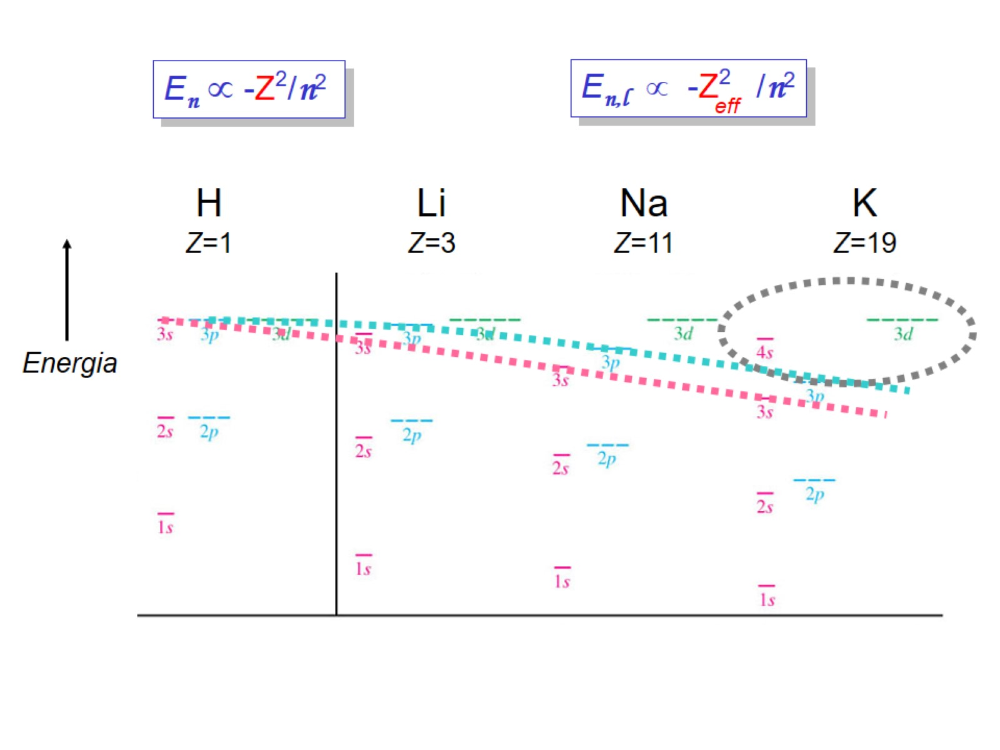 Eₙ ∝ -Z²/n²
Eₙ,ₗ ∝ -Z²eff /n²
H Li Na K
Z=1 Z=3 Z=11 Z=19
Energia
3s 3p 3d 3s 3p 3d 3s 3p 3d 4s 3d
3s 3p
2s 2p 2s 2p 2s 2p 2s 2p
1s 1s 1s 1s